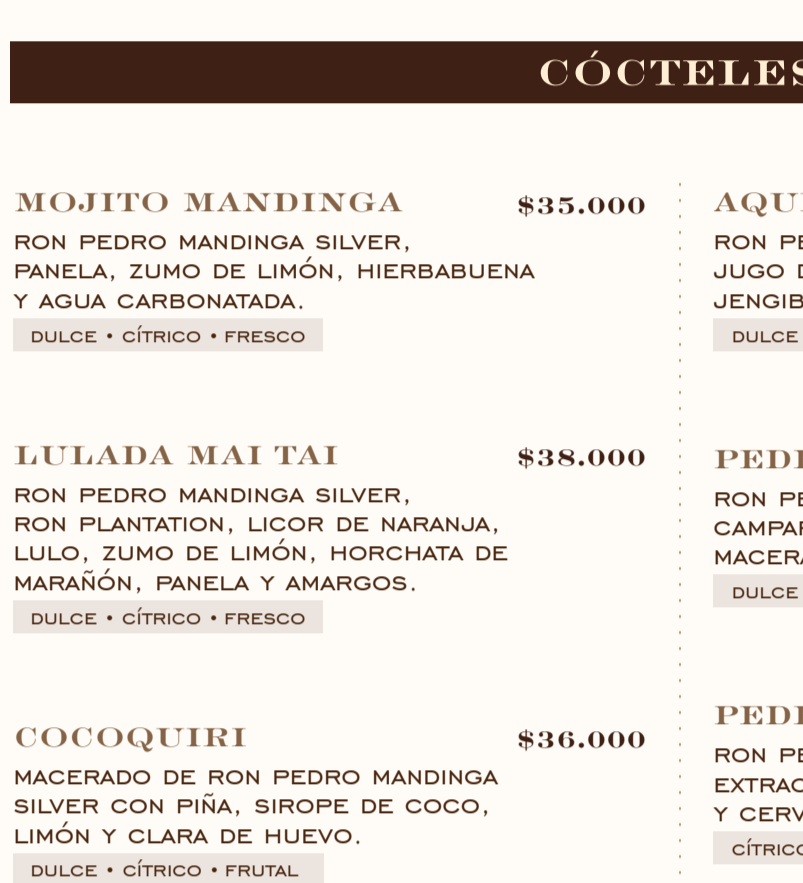 CÓCTELES
MOJITO MANDINGA $35.000
RON PEDRO MANDINGA SILVER,
PANELA, ZUMO DE LIMÓN, HIERBABUENA
Y AGUA CARBONATADA.
DULCE • CÍTRICO • FRESCO
LULADA MAI TAI $38.000
RON PEDRO MANDINGA SILVER,
RON PLANTATION, LICOR DE NARANJA,
LULO, ZUMO DE LIMÓN, HORCHATA DE
MARAÑÓN, PANELA Y AMARGOS.
DULCE • CÍTRICO • FRESCO
COCOQUIRI $36.000
MACERADO DE RON PEDRO MANDINGA
SILVER CON PIÑA, SIROPE DE COCO,
LIMÓN Y CLARA DE HUEVO.
DULCE • CÍTRICO • FRUTAL
RON
JUGO
DULCE
RON
DULCE
RON
Y